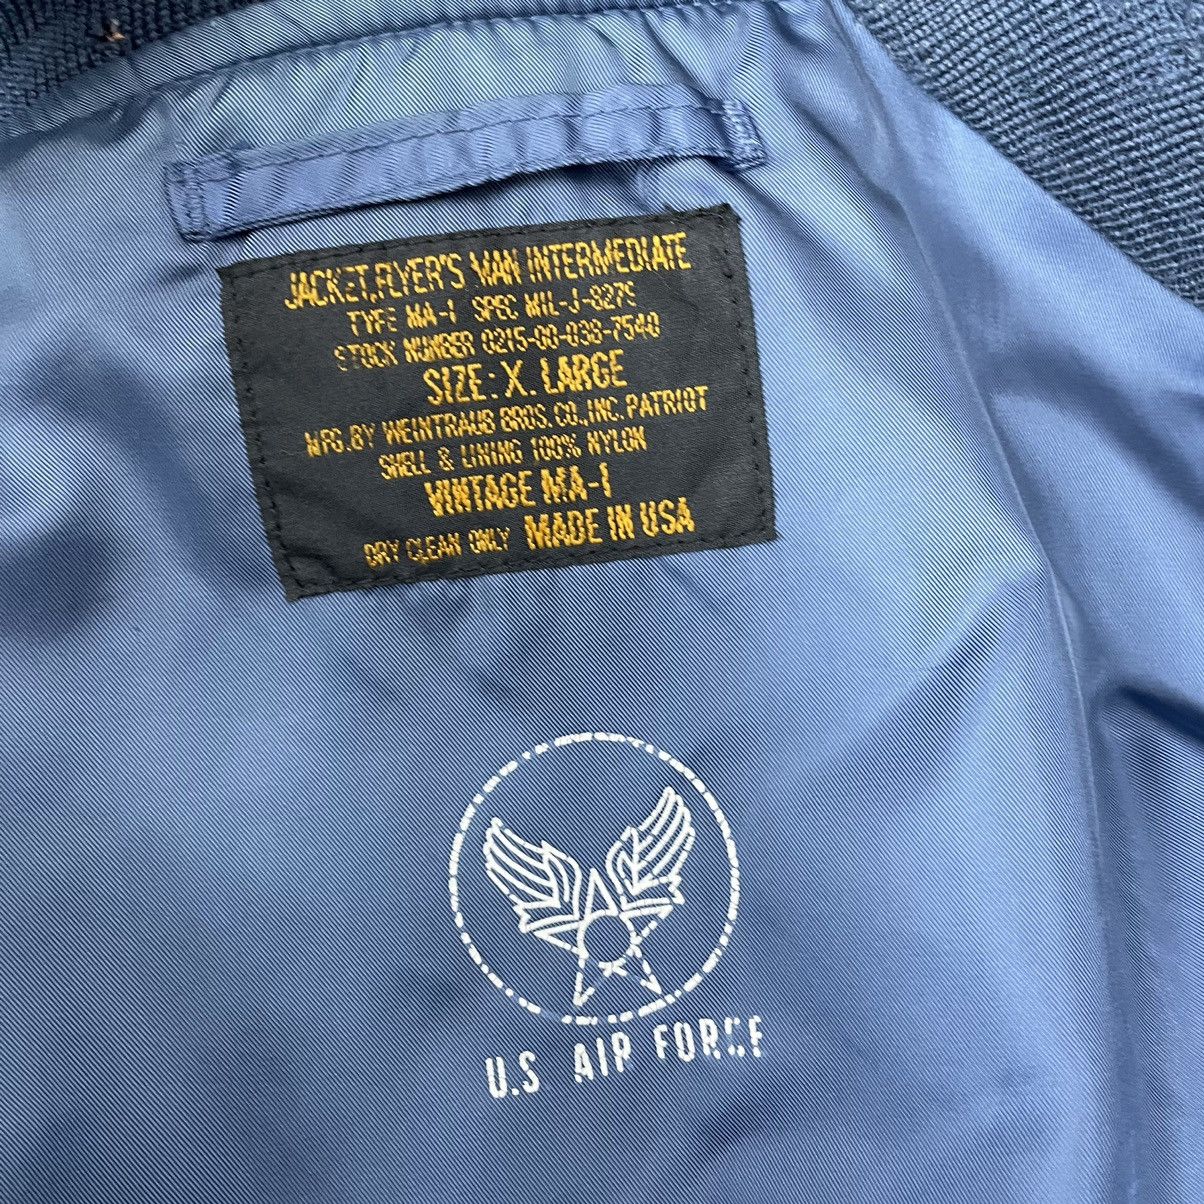 JACKET,FLYER'S MAN INTERMEDIATE
TYPE MA-1 SPEC MIL-J-8279
STOCK NUMBER 0215-00-038-7540
SIZE: X. LARGE
MFG.BY WEINTRAUB BROS. CO.,INC. PATRIOT
SHELL & LINING 100% NYLON
VINTAGE MA-1
DRY CLEAN ONLY MADE IN USA
U.S AIR FORCE